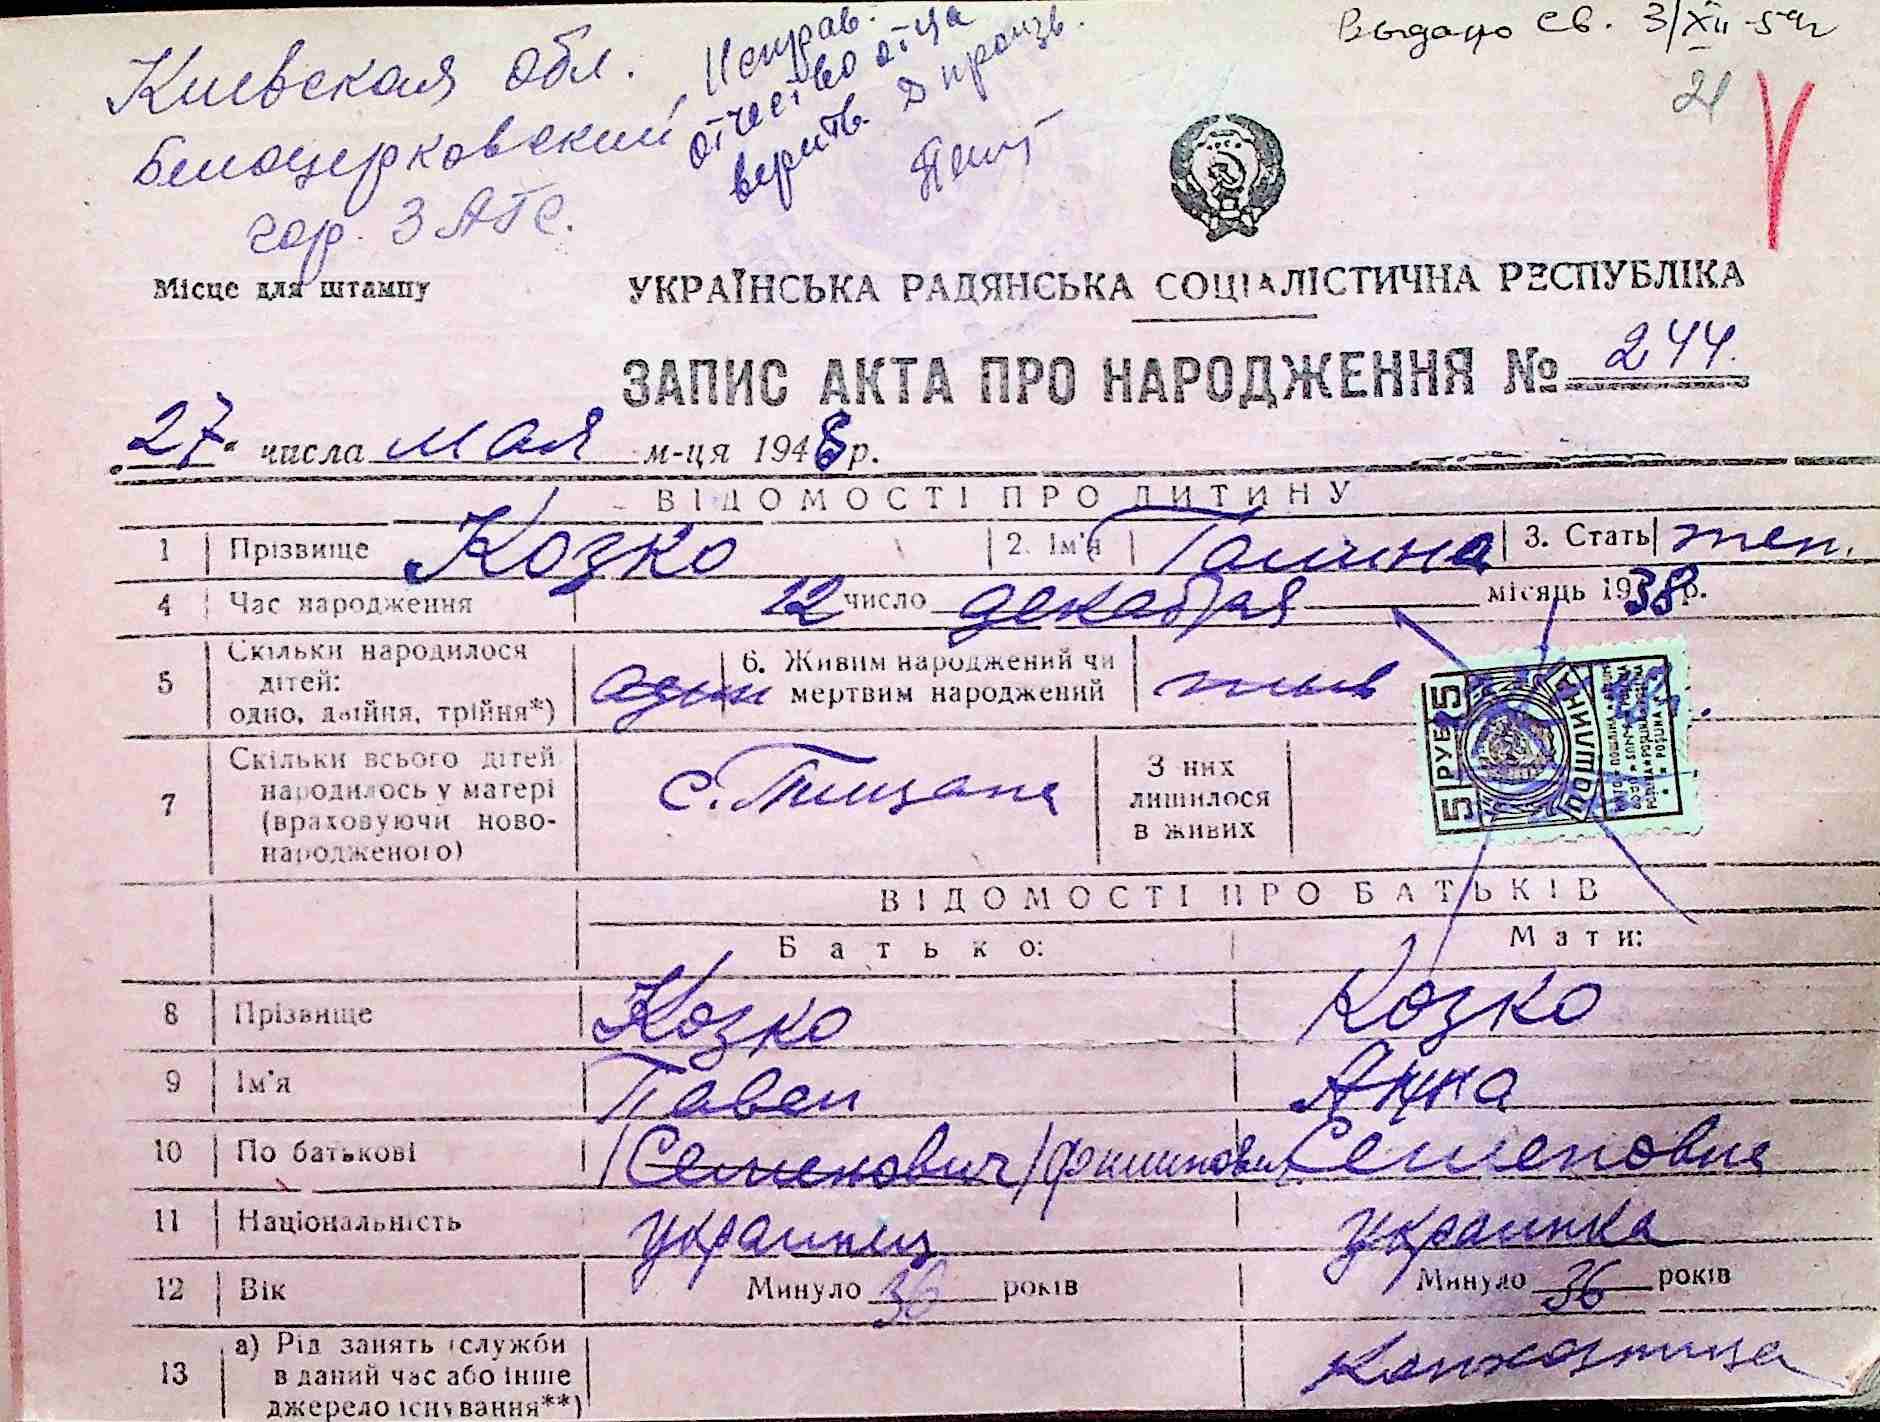 Выдано св. 3/XII-54г
21
Киевская обл.
Белоцерковский
гор. ЗАГС.
Исправ.
отчество отца
верить.
Місце для штампу
УКРАЇНСЬКА РАДЯНСЬКА СОЦІАЛІСТИЧНА РЕСПУБЛІКА
ЗАПИС АКТА ПРО НАРОДЖЕННЯ № 244.
27 числа мая м-ця 1948 р.
ВІДОМОСТІ ПРО ДИТИНУ
1 Прізвище Козко 2. Ім'я Галина 3. Стать жен.
4 Час народження 12 число декабря місяць 1938 р.
5 Скільки народилося дітей: одно, двійня, трійня*) один 6. Живим народжений чи мертвим народжений жив
7 Скільки всього дітей народилось у матері (враховуючи новонародженого) с. Пищане З них лишилося в живих
5 РУБ 5
ПОШЛИНА
ВІДОМОСТІ ПРО БАТЬКІВ
Батько: Мати:
8 Прізвище Козко Козко
9 Ім'я Павел Анна
10 По батькові (Семенович) Семеновна
11 Національність украинец украинка
12 Вік Минуло 36 років Минуло 36 років
13 а) Рід занять (служби в даний час або інше джерело існування**) колхозница